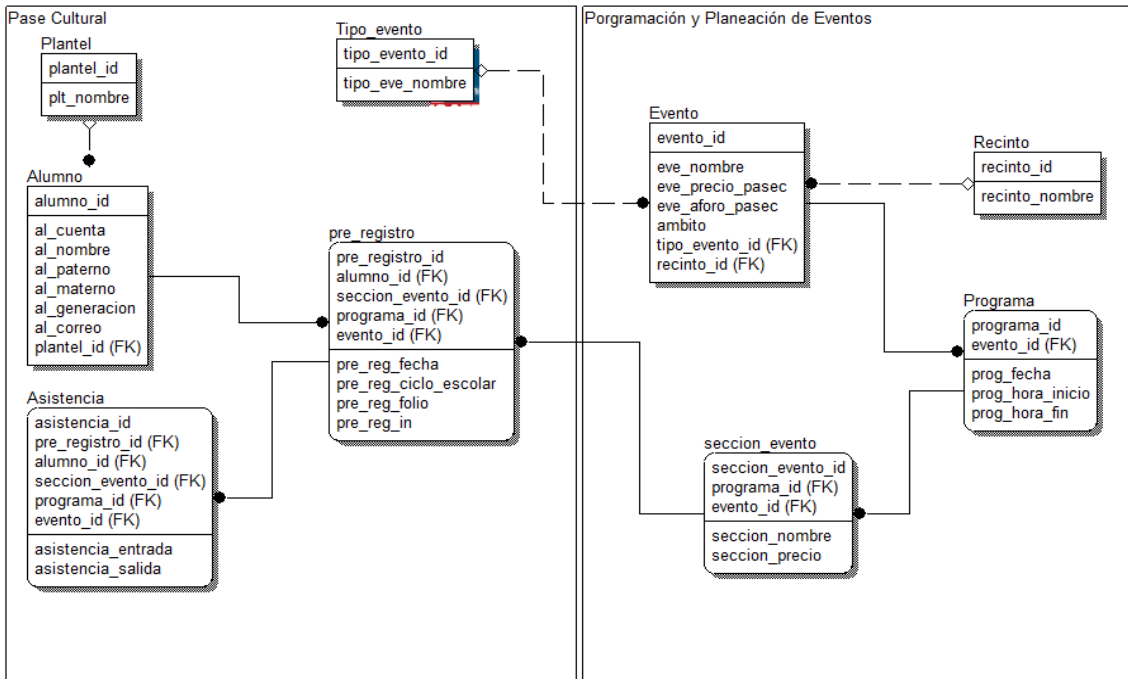 Pase Cultural
Plantel
plantel_id
plt_nombre
Tipo_evento
tipo_evento_id
tipo_eve_nombre
Alumno
alumno_id
al_cuenta
al_nombre
al_paterno
al_materno
al_generacion
al_correo
plantel_id (FK)
pre_registro
pre_registro_id
alumno_id (FK)
seccion_evento_id (FK)
programa_id (FK)
evento_id (FK)
pre_reg_fecha
pre_reg_ciclo_escolar
pre_reg_folio
pre_reg_in
Asistencia
asistencia_id
pre_registro_id (FK)
alumno_id (FK)
seccion_evento_id (FK)
programa_id (FK)
evento_id (FK)
asistencia_entrada
asistencia_salida
Porgramación y Planeación de Eventos
Evento
evento_id
eve_nombre
eve_precio_pasec
eve_aforo_pasec
ambito
tipo_evento_id (FK)
recinto_id (FK)
Recinto
recinto_id
recinto_nombre
Programa
programa_id
evento_id (FK)
prog_fecha
prog_hora_inicio
prog_hora_fin
seccion_evento
seccion_evento_id
programa_id (FK)
evento_id (FK)
seccion_nombre
seccion_precio